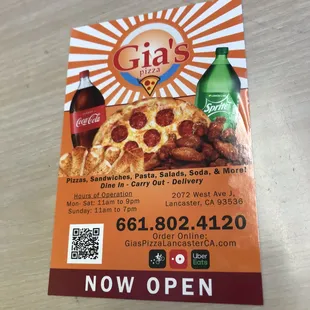 Gia's
pizza
Coca-Cola
Sprite
Pizzas, Sandwiches, Pasta, Salads, Soda, & More!
Dine In - Carry Out - Delivery
Hours of Operation
Mon- Sat: 11am to 9pm
Sunday: 11am to 7pm
2072 West Ave J,
Lancaster, CA 93536
661.802.4120
Order Online:
GiasPizzaLancasterCA.com
Uber
Eats
NOW OPEN